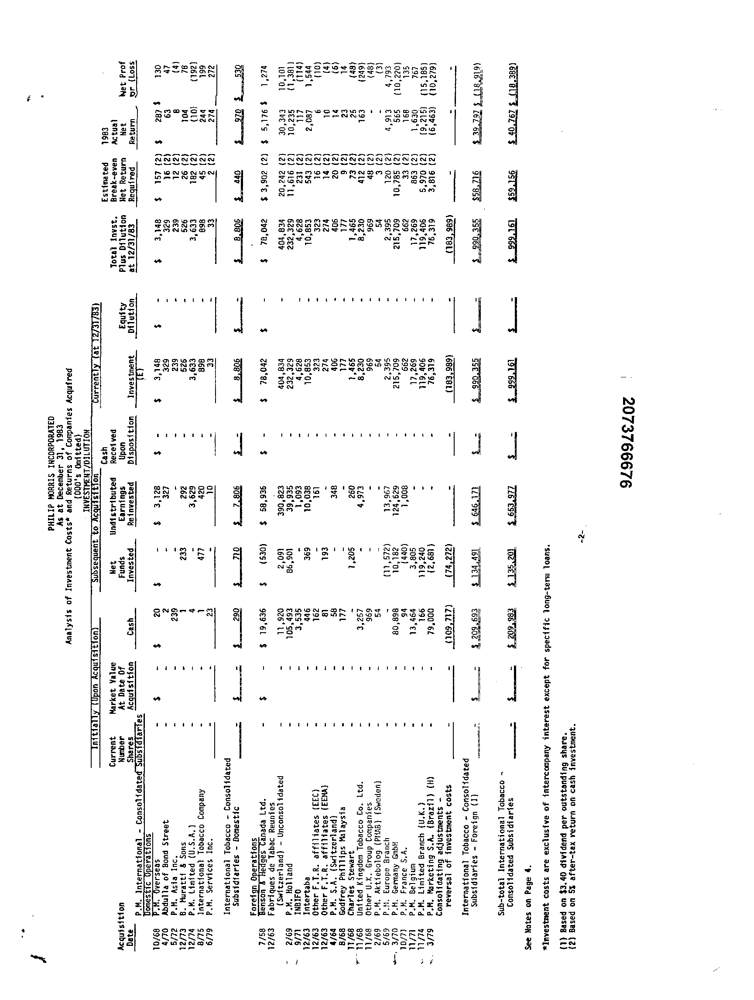 PHILIP MORRIS INCORPORATED
As at December 31, 1983
Analysis of Investment Costs* and Returns of Companies Acquired
(000's Omitted)
INVESTMENT/DILUTION
Initially (Upon Acquisition) Subsequent to Acquisition Currently (at 12/31/83)
Acquisition Date Current Number Shares Market Value At Date Of Acquisition Cash Net Funds Invested Undistributed Earnings Reinvested Cash Received Upon Disposition Investment (E) Equity Dilution Total Invest. Plus Dilution at 12/31/83 Estimated Break-even Net Return Required 1983 Actual Net Return Net Prof or (Loss
P.M. International - Consolidated Subsidiaries
Domestic Operations
10/68 P.M. Overseas - $ - $ 20 $ - $ 3,128 - $ 3,148 $ - $ 3,148 $ 157 (2) $ 287 $ 130
4/70 Abdulla of Bond Street - - 2 - 327 - 329 - 329 16 (2) 63 47
5/72 P.M. Asia Inc. - - 239 - - - 239 - 239 12 (2) 8 (4)
12/73 B. Muratti & Sons - - 1 233 292 - 526 - 526 26 (2) 104 78
12/74 P.K. Limited (U.S.A.) - - 4 - 3,629 - 3,633 - 3,633 182 (2) (10) (192)
8/75 International Tobacco Company - - 1 477 420 - 898 - 898 45 (2) 244 199
6/79 P.M. Services Inc. - - 23 - 10 - 33 - 33 2 (2) 274 272
International Tobacco - Consolidated
Subsidiaries - Domestic $ - $ 290 $ 710 $ 7,806 $ - $ 8,806 $ - $ 8,806 $ 440 $ 970 $ 530
Foreign Operations
7/58 Benson & Hedges Canada Ltd. - $ - $ 19,636 $ (530) $ 58,936 - $ 78,042 $ - $ 78,042 $ 3,902 (2) $ 5,176 $ 1,274
12/63 Fabriques de Tabac Reunies
(Switzerland) - Unconsolidated - - 11,920 2,091 390,823 - 404,834 - 404,834 20,242 (2) 30,343 10,101
2/69 P.M. Holland - - 105,493 86,901 39,935 - 232,329 - 232,329 11,616 (2) 10,235 (1,381)
9/71 INBIFO - - 3,535 - 1,093 - 4,628 - 4,628 231 (2) 117 (114)
12/63 Intertaba - - 446 369 10,038 - 10,853 - 10,853 543 (2) 2,087 1,544
12/63 Other F.T.R. affiliates (EEC) - - 162 - 161 - 323 - 323 16 (2) 6 (10)
12/63 Other F.T.R. affiliates (EEMA) - - 81 193 - - 274 - 274 14 (2) 10 (4)
4/64 P.M. S.A. (Switzerland) - - 58 - 348 - 406 - 406 20 (2) 14 (6)
8/68 Godfrey Phillips Malaysia - - 177 - - - 177 - 177 9 (2) 23 14
11/68 Charles Stewart - - - 1,205 260 - 1,465 - 1,465 73 (2) 25 (48)
11/68 United Kingdom Tobacco Co. Ltd. - - 3,257 - 4,973 - 8,230 - 8,230 412 (2) 163 (249)
11/68 Other U.K. Group Companies - - 969 - - - 969 - 969 48 (2) - (48)
2/69 P.M. Aktiebolog (PMAB) (Sweden) - - 54 - - - 54 - 54 3 (2) - (3)
5/69 P.M. Europe Branch - - - (11,572) 13,967 - 2,395 - 2,395 120 (2) 4,913 4,793
3/70 P.M. Germany GmbH - - 80,898 10,182 124,629 - 215,709 - 215,709 10,785 (2) 565 (10,220)
10/71 P.M. France S.A. - - 94 (440) 1,008 - 662 - 662 33 (2) 168 135
11/71 P.M. Belgium - - 13,464 3,805 - - 17,269 - 17,269 863 (2) 1,630 767
11/74 P.M. Limited Branch (U.K.) - - 166 119,240 - - 119,406 - 119,406 5,970 (2) (9,215) (15,185)
3/79 P.M. Marketing S.A. (Brazil) (H) - - 79,000 (2,681) - - 76,319 - 76,319 3,816 (2) (6,463) (10,279)
Consolidating adjustments -
reversal of investment costs - - (109,717) (74,272) - - (183,989) - (183,989) - - -
International Tobacco - Consolidated
Subsidiaries - Foreign (1) $ - $ 209,693 $ 134,491 $ 646,171 $ - $ 990,355 $ - $ 990,355 $58,716 $ 39,797 $ (18,919)
Sub-total International Tobacco -
Consolidated Subsidiaries $ - $ 209,983 $ 135,201 $ 653,977 $ - $ 999,161 $ - $ 999,161 $59,156 $ 40,767 $ (18,389)
See Notes on Page 4.
*Investment costs are exclusive of intercompany interest except for specific long-term loans.
(1) Based on $3.40 dividend per outstanding share.
(2) Based on 5% after-tax return on cash investment.
-2-
2073766676